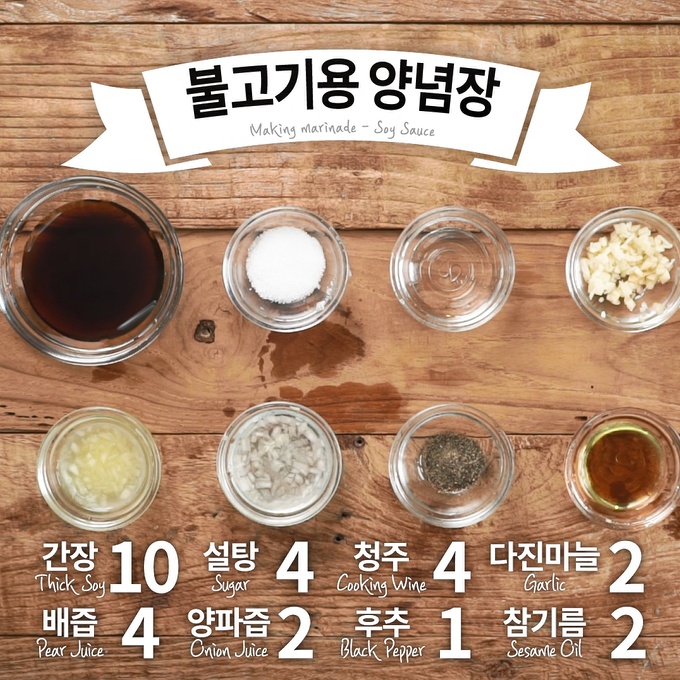 불고기용 양념장
Making marinade - Soy Sauce
간장 10 설탕 4 청주 4 다진마늘 2
Thick Soy Sugar Cooking Wine Garlic
배즙 4 양파즙 2 후추 1 참기름 2
Pear Juice Onion Juice Black Pepper Sesame Oil